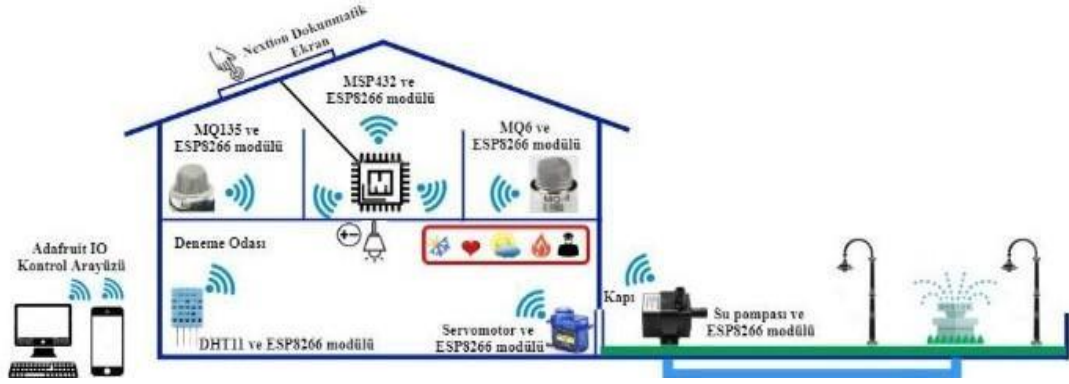 Nextion Dokunmatik
Ekran
MSP432 ve
ESP8266 modülü
MQ135 ve
ESP8266 modülü
MQ6 ve
ESP8266 modülü
Deneme Odası
Adafruit IO
Kontrol Arayüzü
Kapı
Su pompası ve
ESP8266 modülü
Servomotor ve
ESP8266 modülü
DHT11 ve ESP8266 modülü